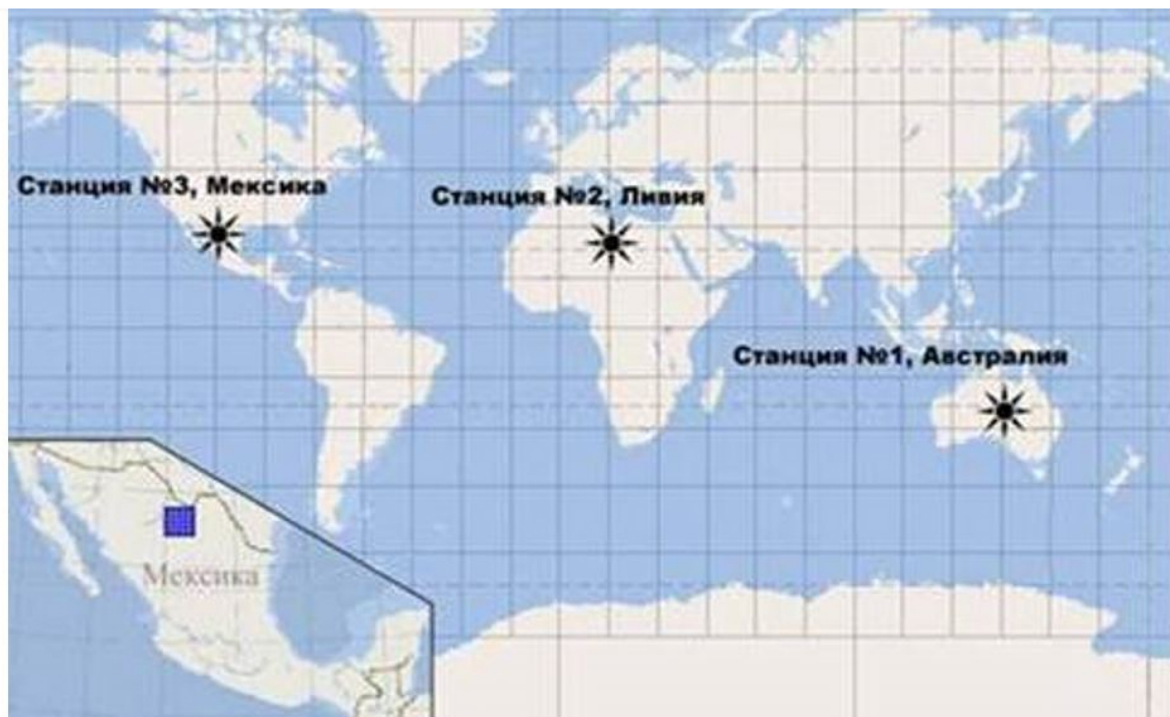 Станция №3, Мексика
Станция №2, Ливия
Станция №1, Австралия
Мексика